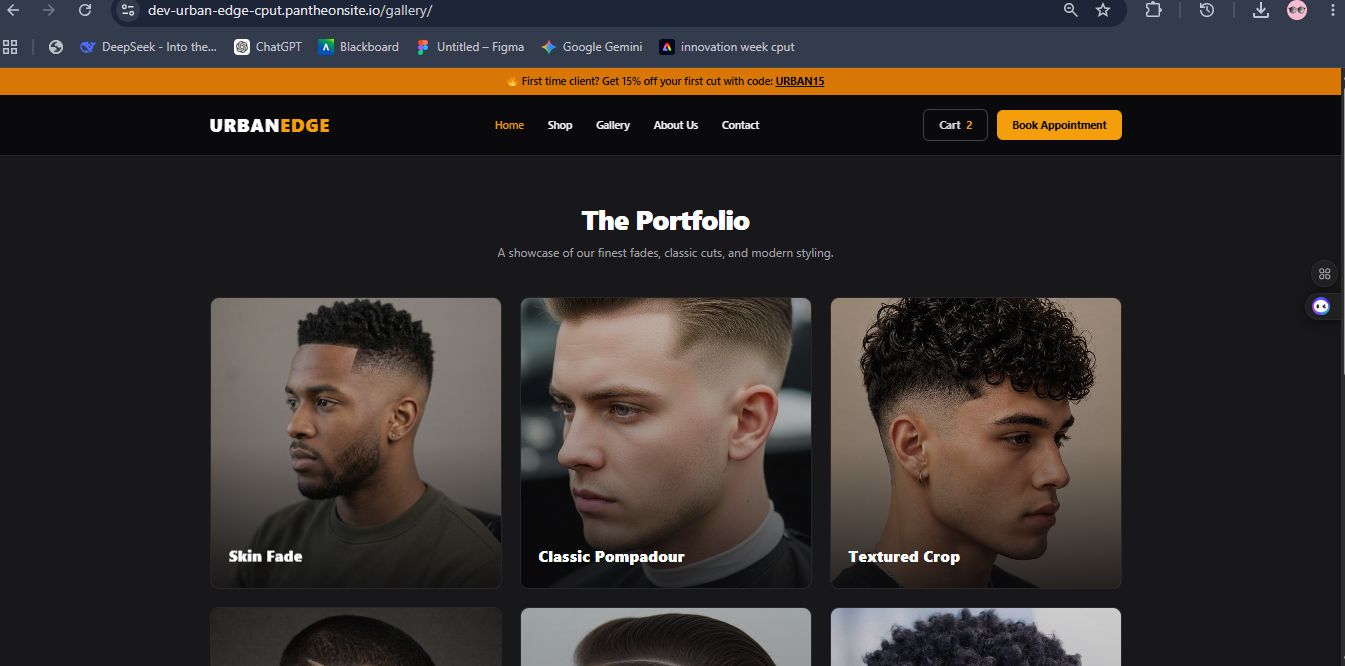 dev-urban-edge-cput.pantheonsite.io/gallery/
DeepSeek - Into the... ChatGPT Blackboard Untitled – Figma Google Gemini innovation week cput
🔥 First time client? Get 15% off your first cut with code: URBAN15
URBANEDGE Home Shop Gallery About Us Contact Cart 2 Book Appointment
The Portfolio
A showcase of our finest fades, classic cuts, and modern styling.
Skin Fade Classic Pompadour Textured Crop